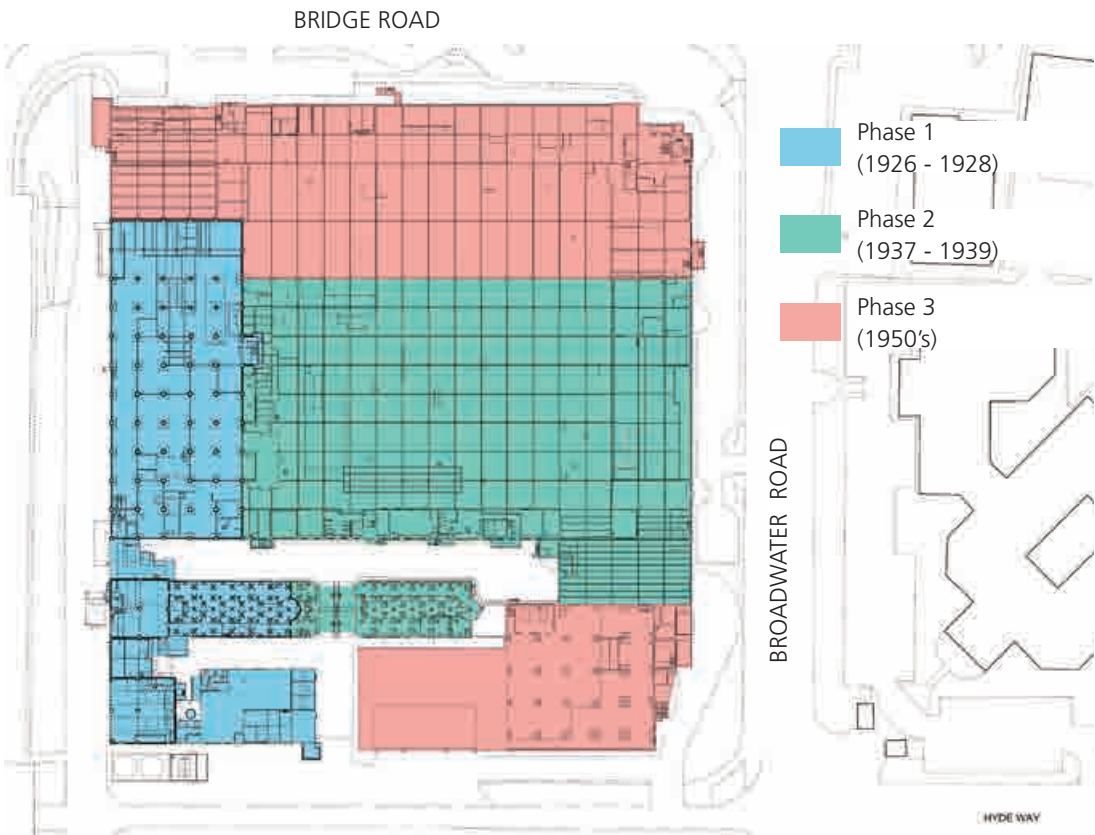 BRIDGE ROAD
Phase 1
(1926 - 1928)
Phase 2
(1937 - 1939)
Phase 3
(1950's)
BROADWATER ROAD
HYDE WAY